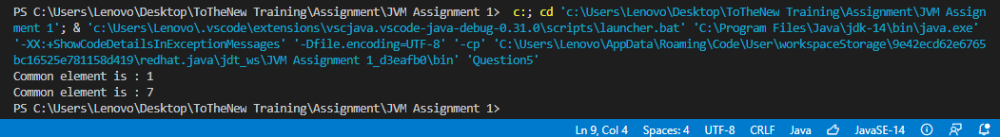 PS C:\Users\Lenovo\Desktop\ToTheNew Training\Assignment\JVM Assignment 1>  c:; cd 'c:\Users\Lenovo\Desktop\ToTheNew Training\Assignment\JVM Assign
ment 1'; & 'c:\Users\Lenovo\.vscode\extensions\vscjava.vscode-java-debug-0.31.0\scripts\launcher.bat' 'C:\Program Files\Java\jdk-14\bin\java.exe'
'-XX:+ShowCodeDetailsInExceptionMessages' '-Dfile.encoding=UTF-8' '-cp' 'C:\Users\Lenovo\AppData\Roaming\Code\User\workspaceStorage\9e42ecd62e6765
bc16525e781158d419\redhat.java\jdt_ws\JVM Assignment 1_d3eafb0\bin' 'Question5'
Common element is : 1
Common element is : 7
PS C:\Users\Lenovo\Desktop\ToTheNew Training\Assignment\JVM Assignment 1>
Ln 9, Col 4 Spaces: 4 UTF-8 CRLF Java JavaSE-14